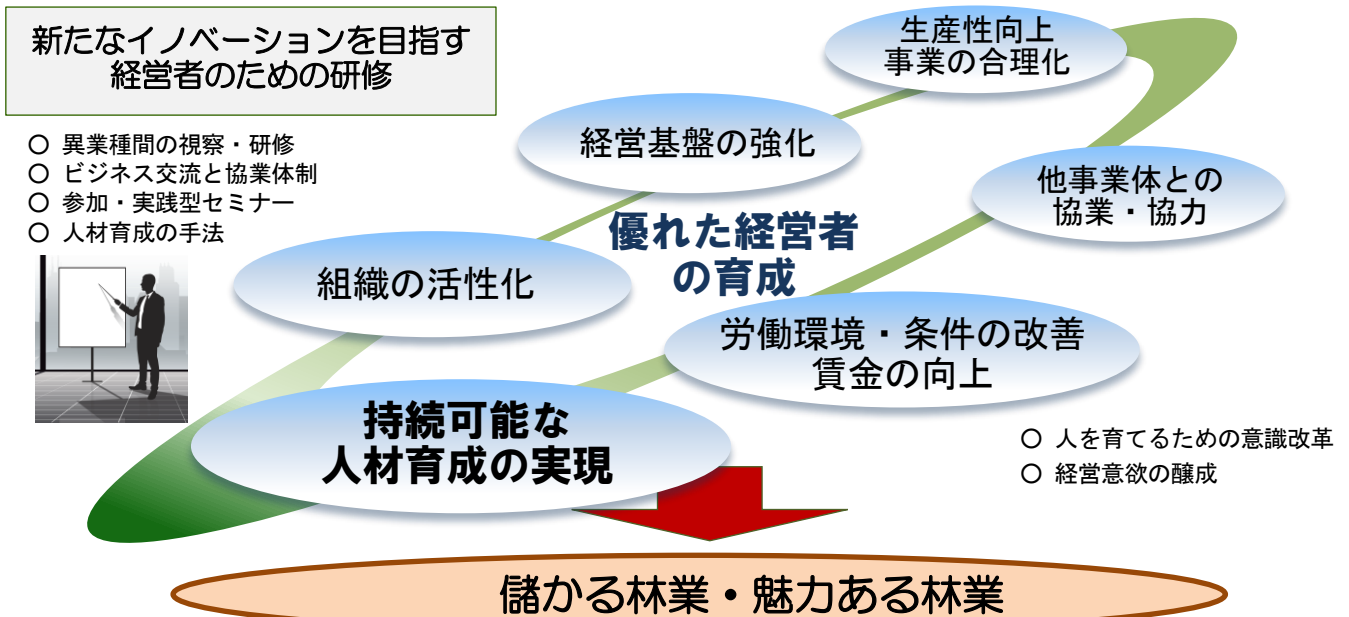 新たなイノベーションを目指す
経営者のための研修
○ 異業種間の視察・研修
○ ビジネス交流と協業体制
○ 参加・実践型セミナー
○ 人材育成の手法
生産性向上
事業の合理化
経営基盤の強化
他事業体との
協業・協力
優れた経営者
の育成
組織の活性化
労働環境・条件の改善
賃金の向上
持続可能な
人材育成の実現
○ 人を育てるための意識改革
○ 経営意欲の醸成
儲かる林業・魅力ある林業